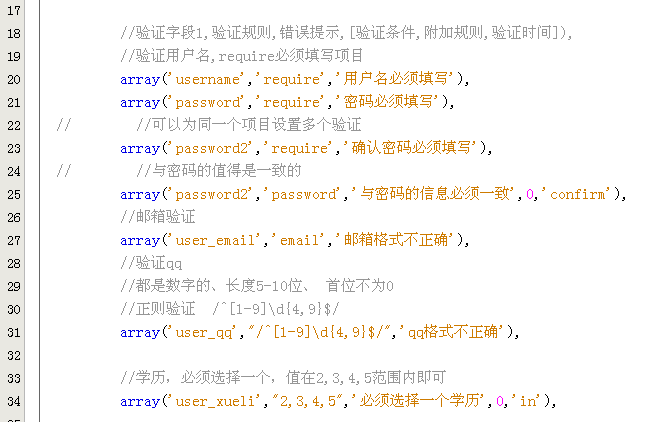 17
18 //验证字段1,验证规则,错误提示,[验证条件,附加规则,验证时间]),
19 //验证用户名,require必须填写项目
20 array('username','require','用户名必须填写'),
21 array('password','require','密码必须填写'),
22 // //可以为同一个项目设置多个验证
23 array('password2','require','确认密码必须填写'),
24 // //与密码的值得是一致的
25 array('password2','password','与密码的信息必须一致',0,'confirm'),
26 //邮箱验证
27 array('user_email','email','邮箱格式不正确'),
28 //验证qq
29 //都是数字的、长度5-10位、 首位不为0
30 //正则验证 /^[1-9]\d{4,9}$/
31 array('user_qq',"/^[1-9]\d{4,9}$/",'qq格式不正确'),
32
33 //学历，必须选择一个，值在2,3,4,5范围内即可
34 array('user_xueli',"2,3,4,5",'必须选择一个学历',0,'in'),